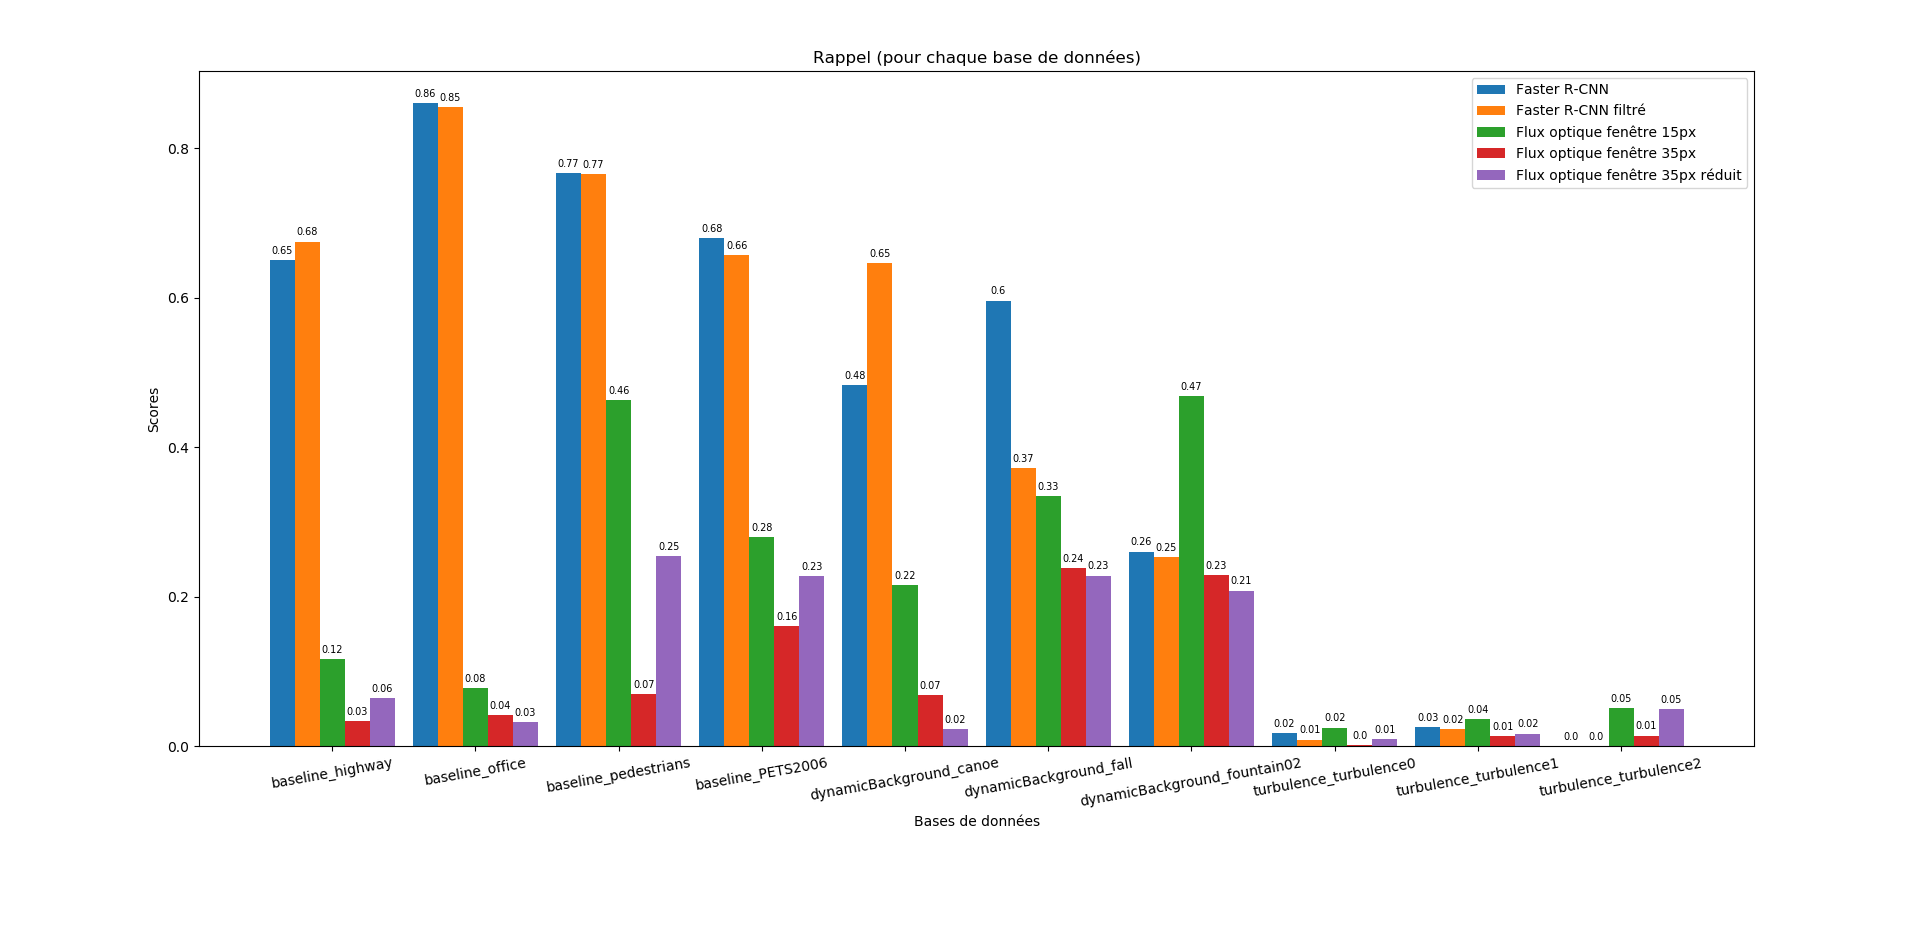 Rappel (pour chaque base de données)
Faster R-CNN
Faster R-CNN filtré
Flux optique fenêtre 15px
Flux optique fenêtre 35px
Flux optique fenêtre 35px réduit
Scores
0.8
0.6
0.4
0.2
0.0
0.65 0.68 0.12 0.03 0.06
0.86 0.85 0.08 0.04 0.03
0.77 0.77 0.46 0.07 0.25
0.68 0.66 0.28 0.16 0.23
0.48 0.65 0.22 0.07 0.02
0.6 0.37 0.33 0.24 0.23
0.26 0.25 0.47 0.23 0.21
0.02 0.01 0.02 0.0 0.01
0.03 0.02 0.04 0.01 0.02
0.0 0.0 0.05 0.01 0.05
baseline_highway
baseline_office
baseline_pedestrians
baseline_PETS2006
dynamicBackground_canoe
dynamicBackground_fall
dynamicBackground_fountain02
turbulence_turbulence0
turbulence_turbulence1
turbulence_turbulence2
Bases de données